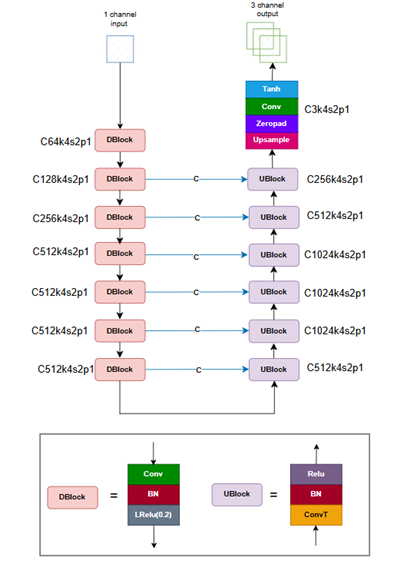 1 channel
input
3 channel
output
Tanh
Conv
C3k4s2p1
Zeropad
Upsample
C64k4s2p1 DBlock
C128k4s2p1 DBlock C UBlock C256k4s2p1
C256k4s2p1 DBlock C UBlock C512k4s2p1
C512k4s2p1 DBlock C UBlock C1024k4s2p1
C512k4s2p1 DBlock C UBlock C1024k4s2p1
C512k4s2p1 DBlock C UBlock C1024k4s2p1
C512k4s2p1 DBlock C UBlock C512k4s2p1
DBlock =
Conv
BN
LRelu(0.2)
UBlock =
Relu
BN
ConvT